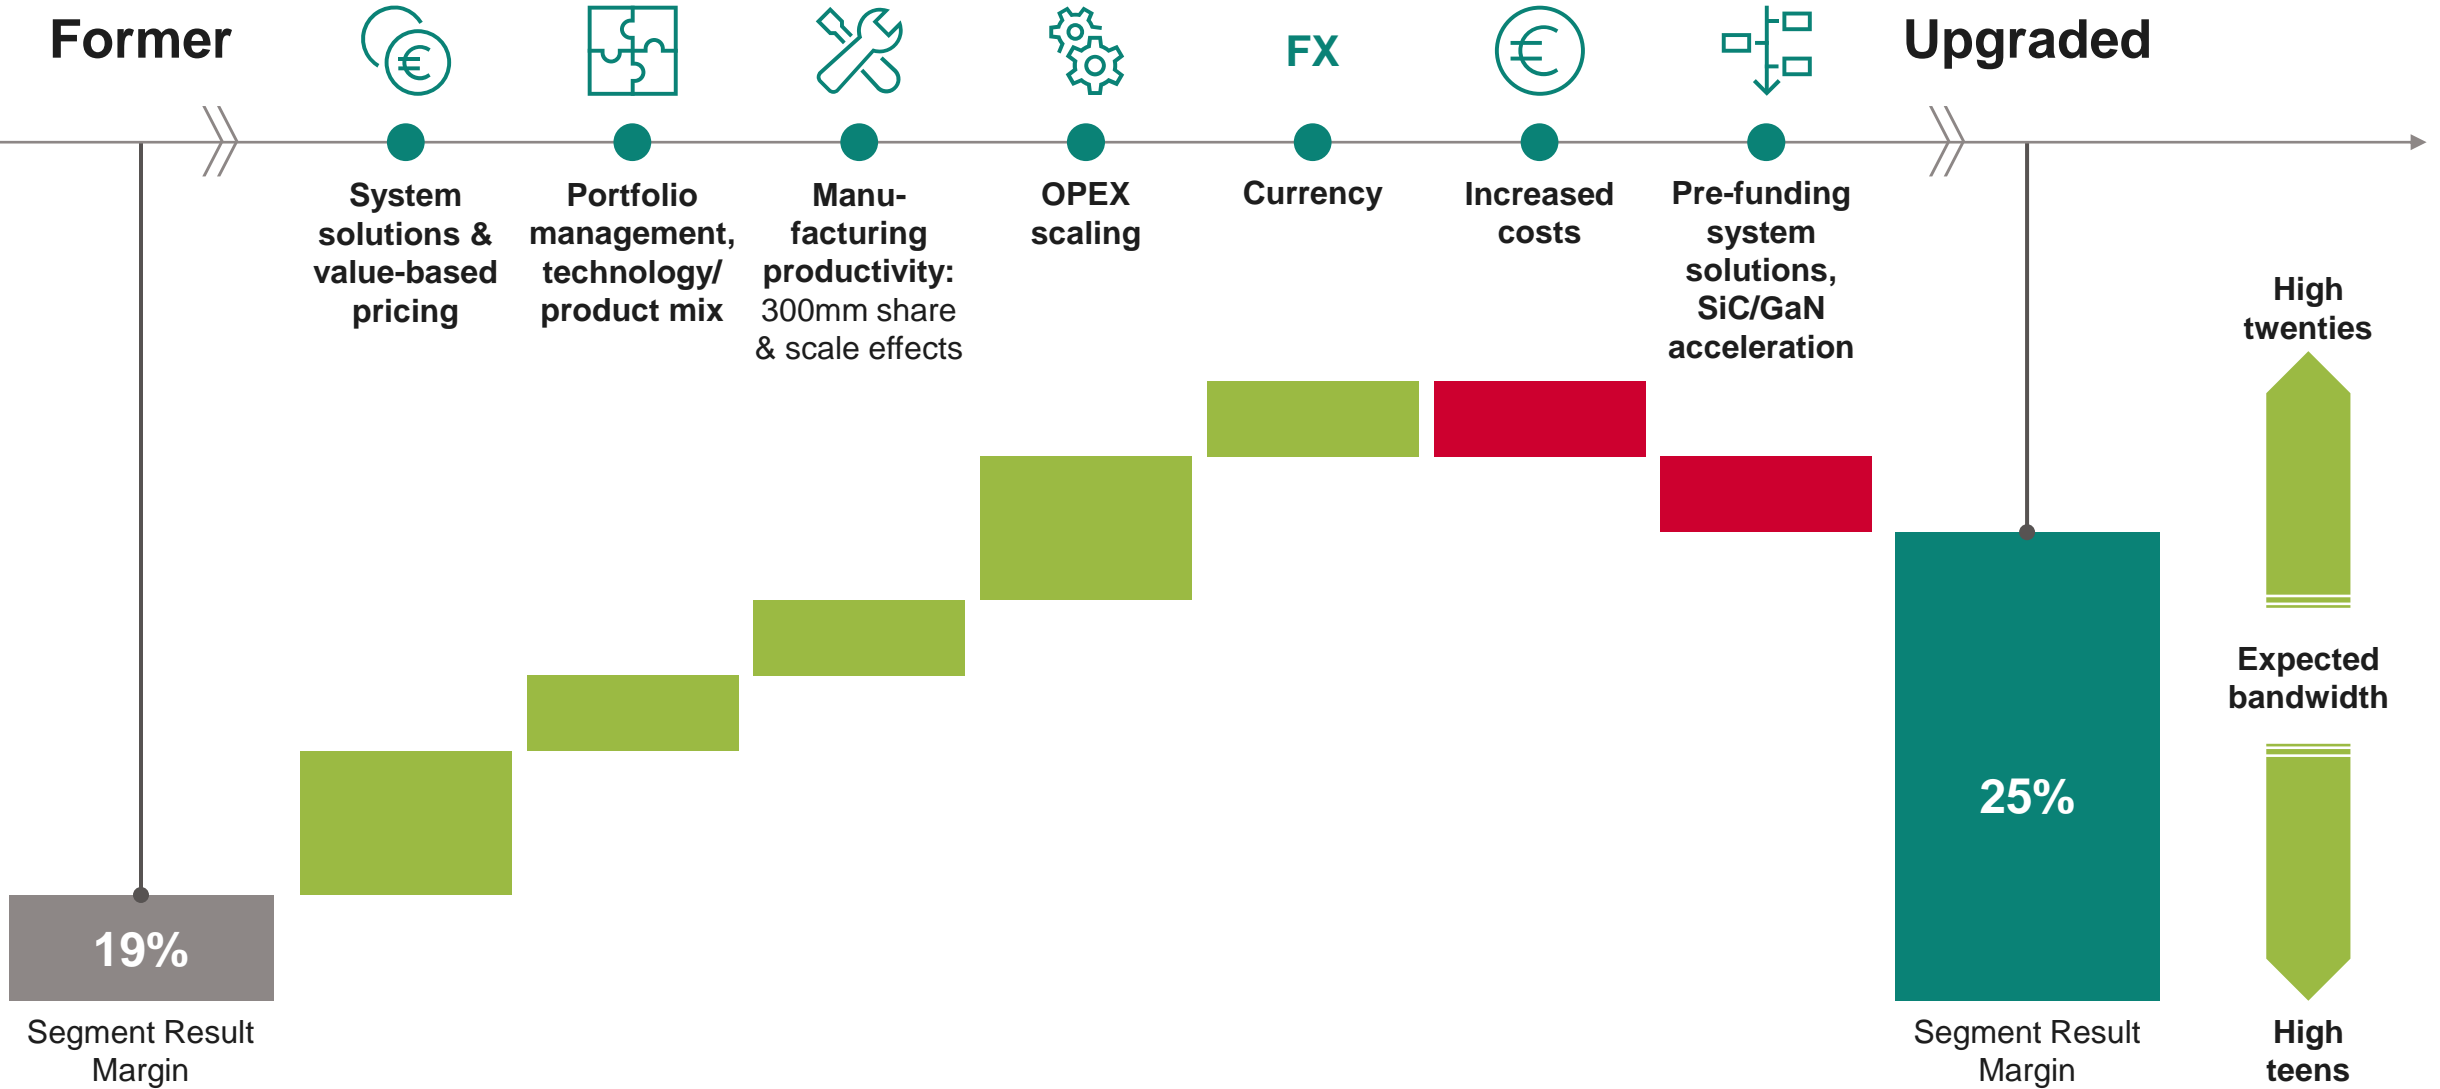 Former
FX
Upgraded
System
solutions &
value-based
pricing
Portfolio
management,
technology/
product mix
Manu-
facturing
productivity:
300mm share
& scale effects
OPEX
scaling
Currency
Increased
costs
Pre-funding
system
solutions,
SiC/GaN
acceleration
High
twenties
Expected
bandwidth
High
teens
19%
Segment Result
Margin
25%
Segment Result
Margin